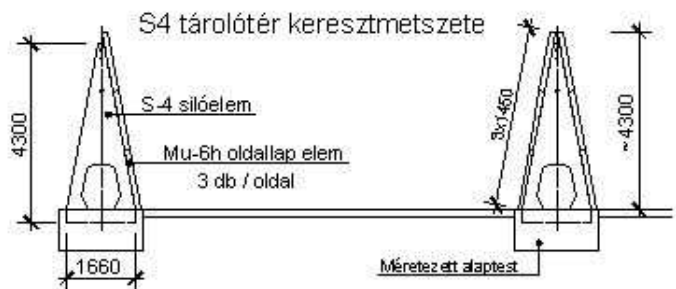 S4 tárolótér keresztmetszete
S-4 silóelem
4300
3x1450
~4300
Mu-6h oldallap elem
3 db / oldal
1660
Méretezett alaptest